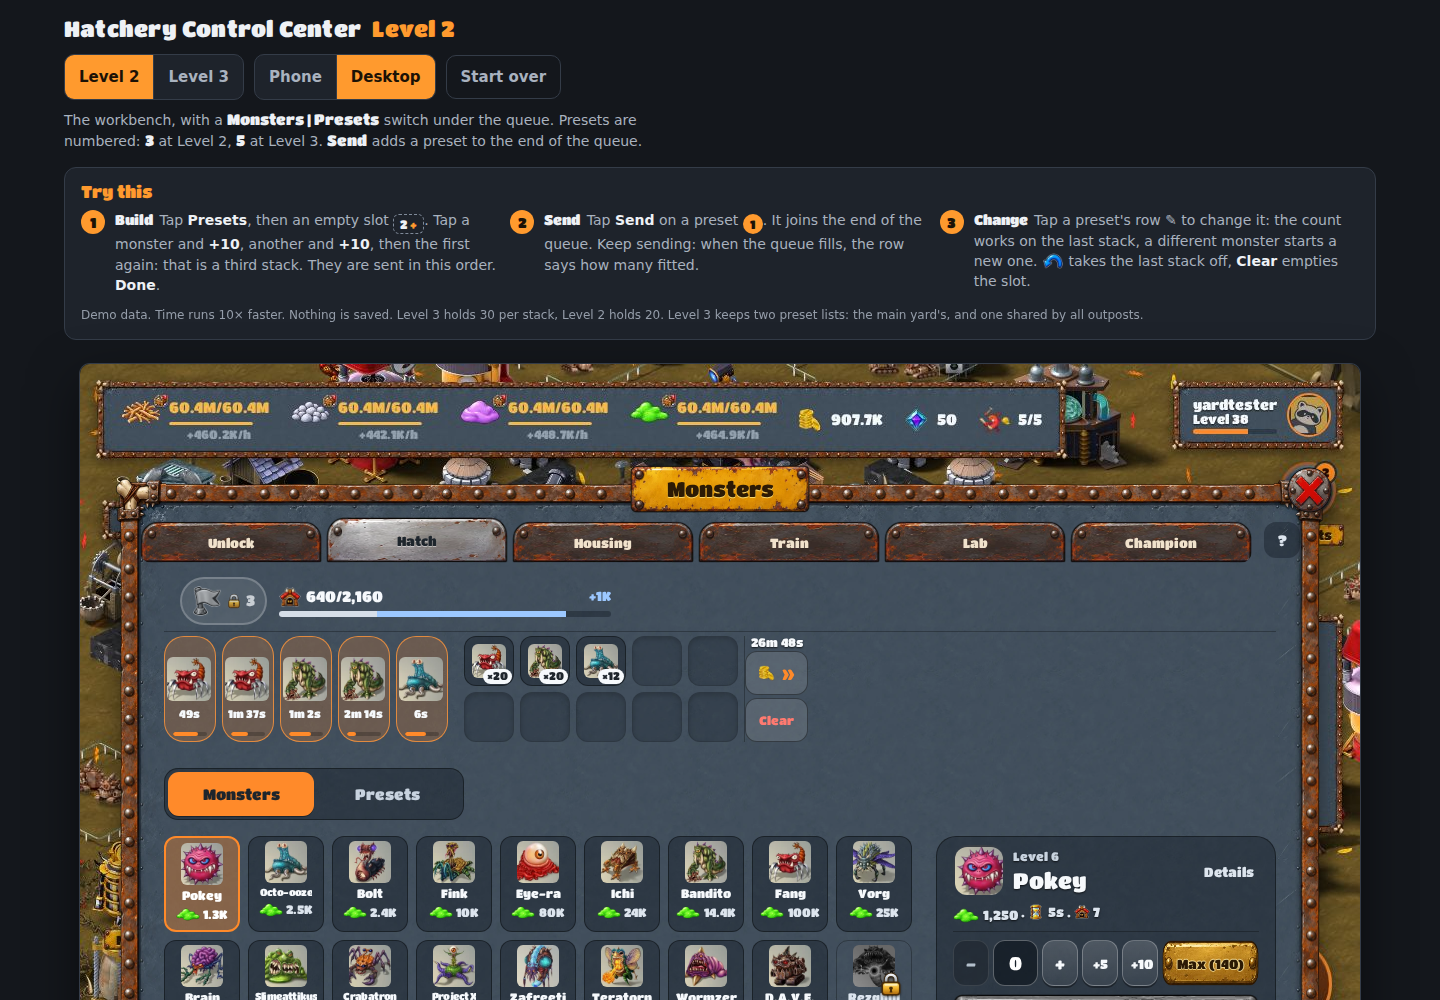 Hatchery Control Center Level 2
Level 2 Level 3 Phone Desktop Start over
The workbench, with a Monsters | Presets switch under the queue. Presets are
numbered: 3 at Level 2, 5 at Level 3. Send adds a preset to the end of the queue.
Try this
1 Build Tap Presets, then an empty slot 2 +. Tap a
monster and +10, another and +10, then the first
again: that is a third stack. They are sent in this order.
Done.
2 Send Tap Send on a preset 1. It joins the end of the
queue. Keep sending: when the queue fills, the row
says how many fitted.
3 Change Tap a preset's row ✎ to change it: the count
works on the last stack, a different monster starts a
new one. takes the last stack off, Clear empties
the slot.
Demo data. Time runs 10× faster. Nothing is saved. Level 3 holds 30 per stack, Level 2 holds 20. Level 3 keeps two preset lists: the main yard's, and one shared by all outposts.
60.4M/60.4M 60.4M/60.4M 60.4M/60.4M 60.4M/60.4M 907.7K 50 5/5
+460.2K/h +442.1K/h +448.7K/h +464.9K/h
yardtester
Level 36
Monsters
Unlock Hatch Housing Train Lab Champion ?
3 640/2,160 +1K
26m 48s
×20 ×20 ×12
49s 1m 37s 1m 2s 2m 14s 6s
Clear
Monsters Presets
Pokey Octo-ooze Bolt Fink Eye-ra Ichi Bandito Fang Vorg
1.3K 2.5K 2.4K 10K 80K 24K 14.4K 100K 25K
Level 6
Pokey
Details
1,250 · 5s · 7
- 0 + +5 +10 Max (140)
Brain Slimeattikus Crabatron Project X Zafreeti Teratorn Wormzer D.A.V.E.